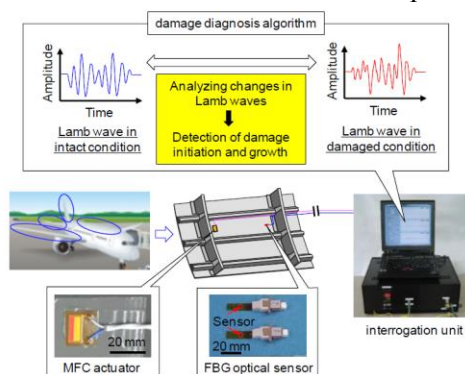 damage diagnosis algorithm
Amplitude
Time
Lamb wave in
intact condition
Analyzing changes in
Lamb waves
Detection of damage
initiation and growth
Amplitude
Time
Lamb wave in
damaged condition
Sensor
20 mm
20 mm
MFC actuator
FBG optical sensor
interrogation unit